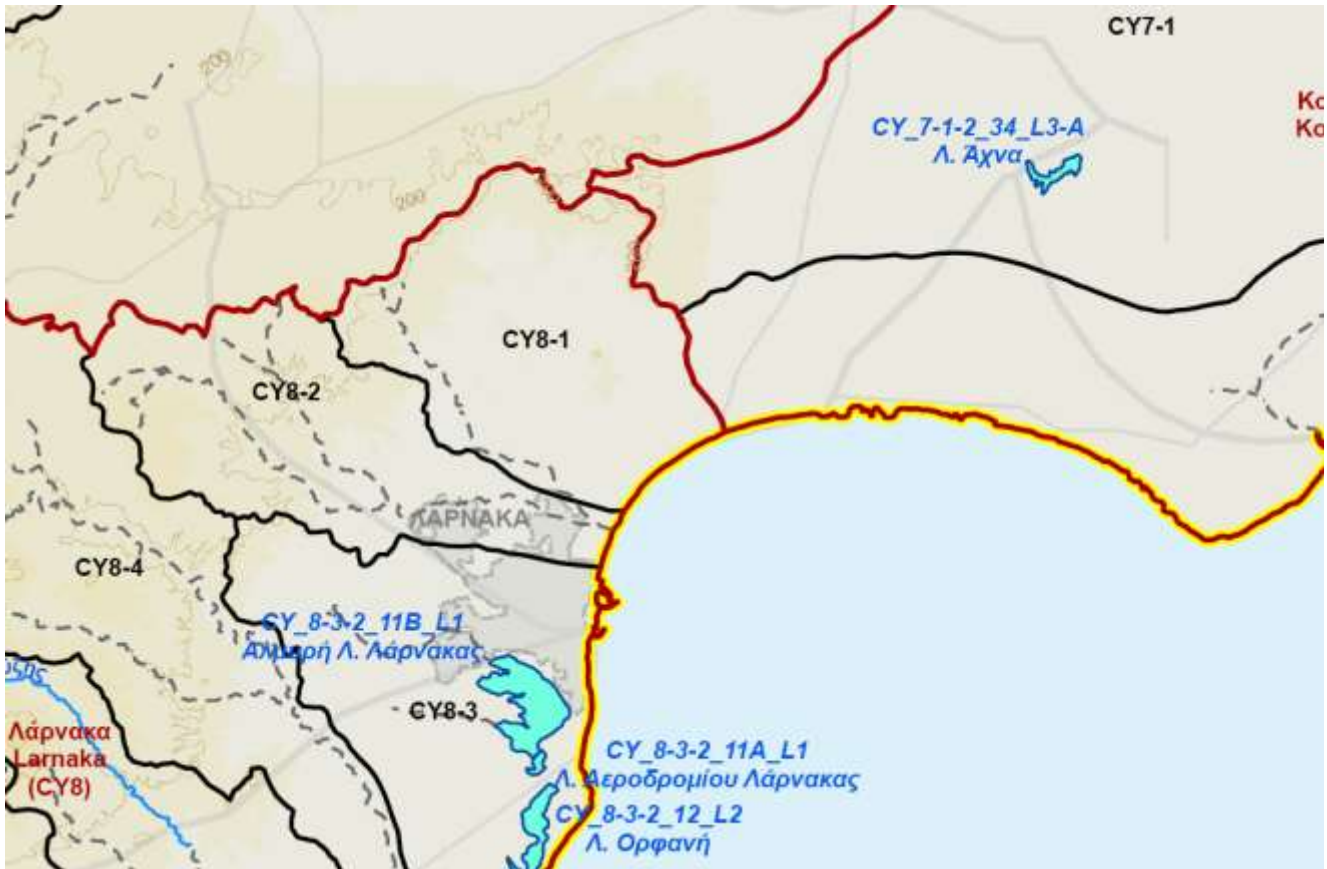 CY7-1
Λ. Άχνα
CY_7-1-2_34_L3-A
200
200
CY8-1
CY8-2
ΛΑΡΝΑΚΑ
CY8-4
CY_8-3-2_11B_L1
Αλμυρή Λ. Λάρνακας
CY8-3
Λάρνακα
Larnaka
(CY8)
CY_8-3-2_11A_L1
Λ. Αεροδρομίου Λάρνακας
CY_8-3-2_12_L2
Λ. Ορφανή